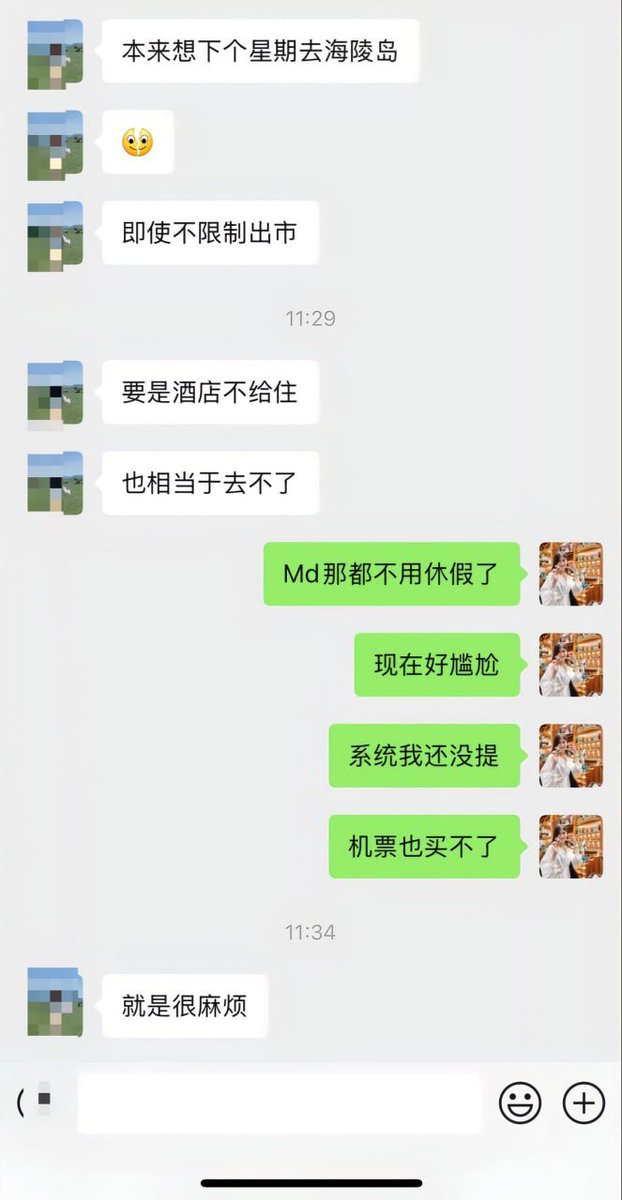 本来想下个星期去海陵岛
即使不限制出市
11:29
要是酒店不给住
也相当于去不了
Md那都不用休假了
现在好尴尬
系统我还没提
机票也买不了
11:34
就是很麻烦